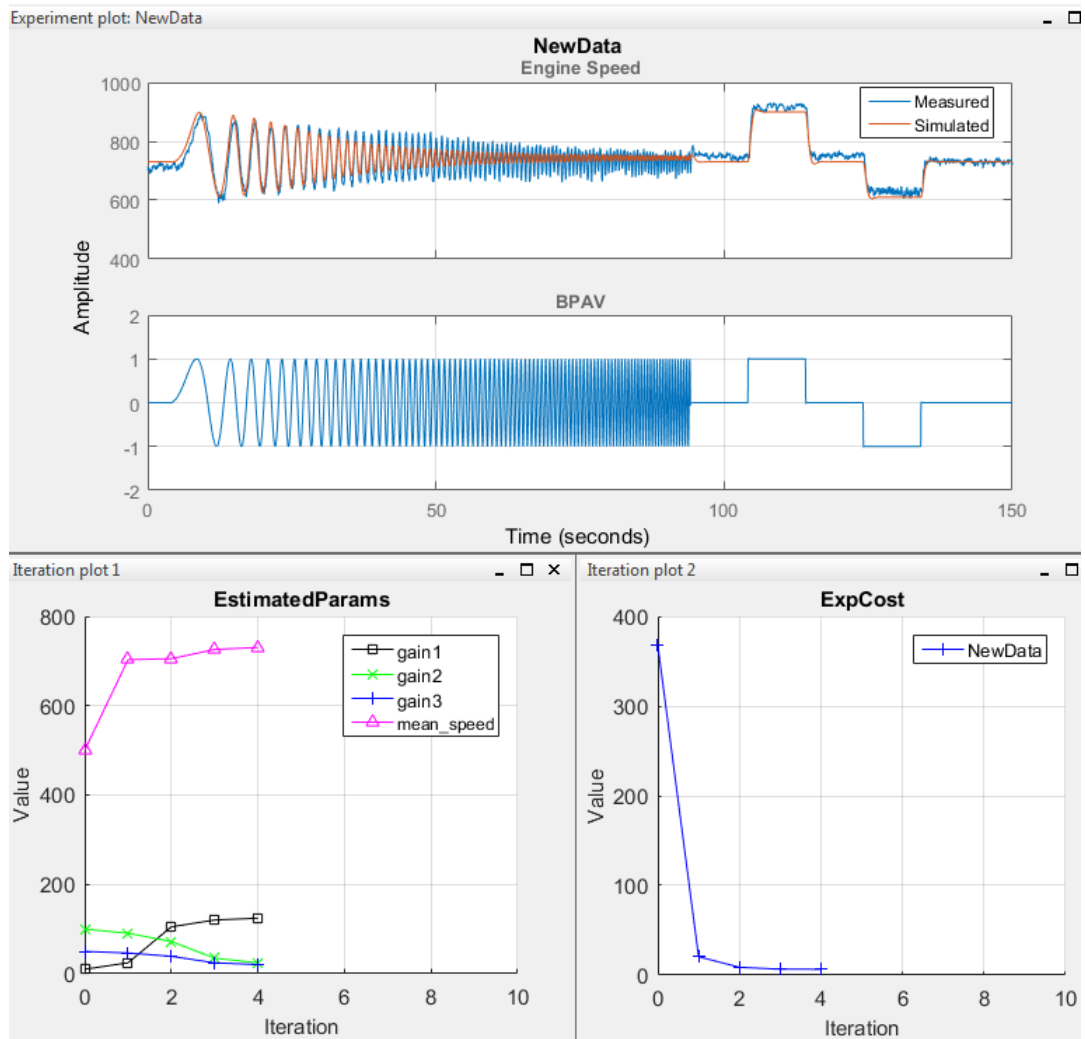 Experiment plot: NewData
NewData
Engine Speed
1000
800
600
400
Measured
Simulated
Amplitude
BPAV
2
1
0
-1
-2
0 50 100 150
Time (seconds)
Iteration plot 1
EstimatedParams
800
600
400
200
0
Value
gain1
gain2
gain3
mean_speed
0 2 4 6 8 10
Iteration
Iteration plot 2
ExpCost
400
300
200
100
0
Value
NewData
0 2 4 6 8 10
Iteration